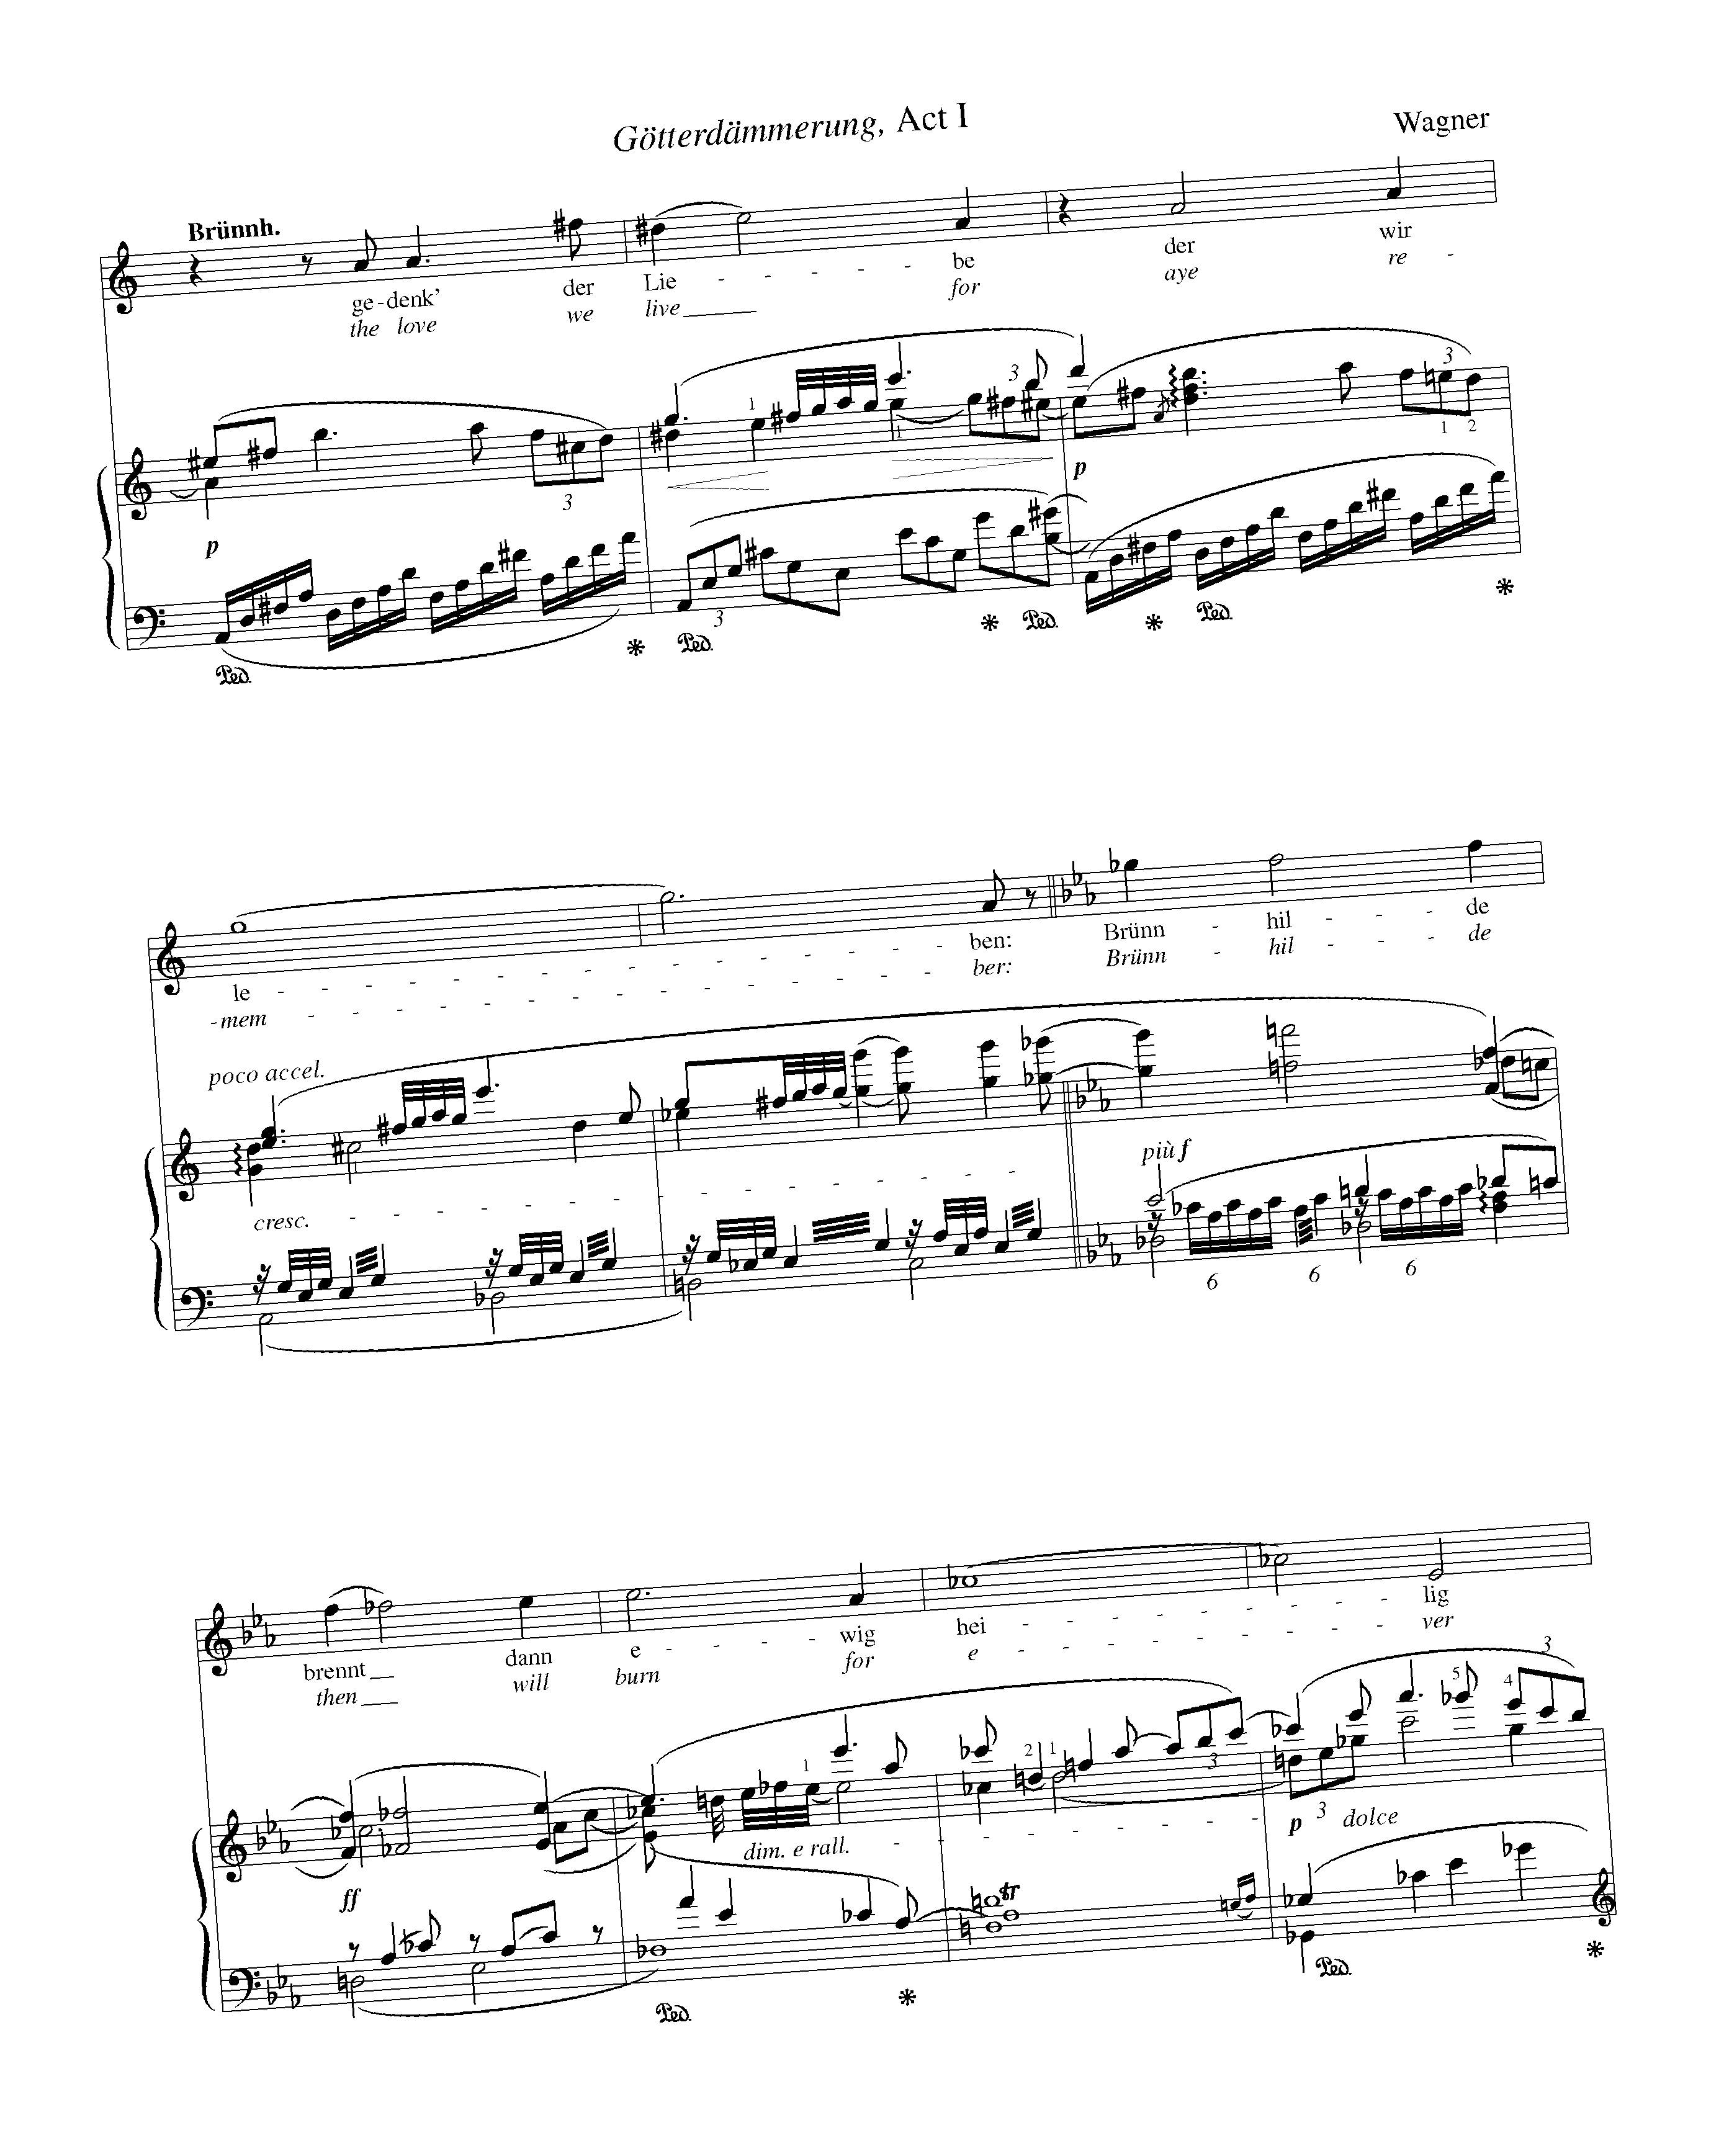 Götterdämmerung, Act I
Wagner
Brünnh.
ge - denk' der Lie - - - - be der wir
the love we live for aye re -
1 3 3
1 1 2
p 3 p
3
Ped. * Ped. * Ped. * Ped. *
le - - - - - - - - - - - - - - - - - ben: Brünn - hil - - - de
-mem - - - - - - - - - - - - - - - - ber: Brünn - hil - - - de
poco accel.
cresc. - - - - - - - - - - - più f
6 6 6
brennt dann e - - - wig hei - - - - - - - - - lig
then will burn for e - - - - - - - - - ver
1 2 1 3 5 4 3
ff dim. e rall. - - - - - - - - p 3 dolce
tr
Ped. * Ped. *